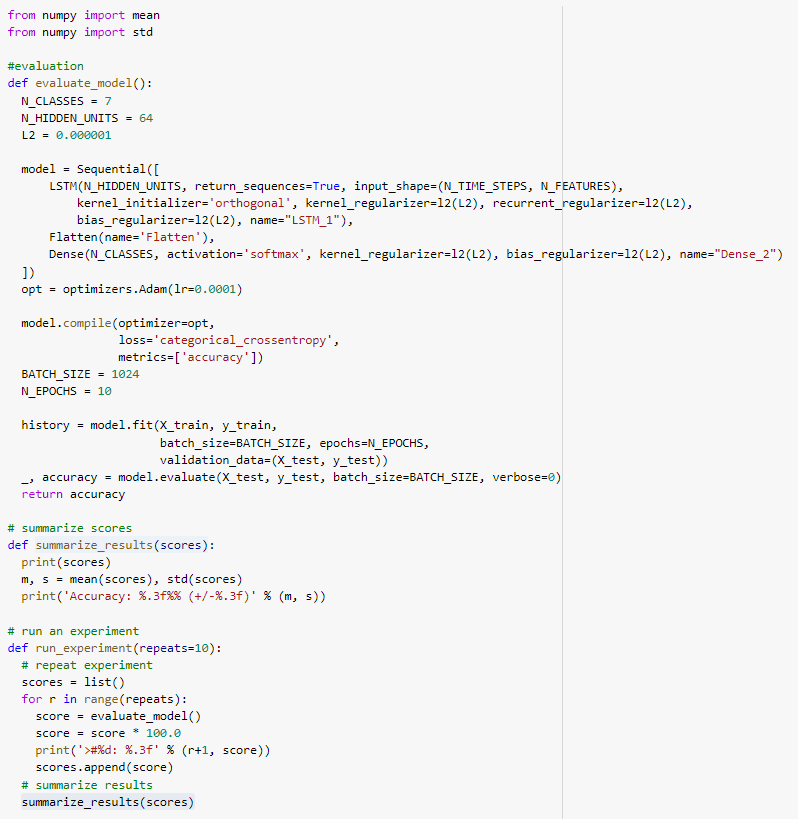 from numpy import mean
from numpy import std
#evaluation
def evaluate_model():
  N_CLASSES = 7
  N_HIDDEN_UNITS = 64
  L2 = 0.000001
  model = Sequential([
      LSTM(N_HIDDEN_UNITS, return_sequences=True, input_shape=(N_TIME_STEPS, N_FEATURES),
          kernel_initializer='orthogonal', kernel_regularizer=l2(L2), recurrent_regularizer=l2(L2),
          bias_regularizer=l2(L2), name="LSTM_1"),
      Flatten(name='Flatten'),
      Dense(N_CLASSES, activation='softmax', kernel_regularizer=l2(L2), bias_regularizer=l2(L2), name="Dense_2")
  ])
  opt = optimizers.Adam(lr=0.0001)
  model.compile(optimizer=opt,
                loss='categorical_crossentropy',
                metrics=['accuracy'])
  BATCH_SIZE = 1024
  N_EPOCHS = 10
  history = model.fit(X_train, y_train,
                      batch_size=BATCH_SIZE, epochs=N_EPOCHS,
                      validation_data=(X_test, y_test))
  _, accuracy = model.evaluate(X_test, y_test, batch_size=BATCH_SIZE, verbose=0)
  return accuracy
# summarize scores
def summarize_results(scores):
  print(scores)
  m, s = mean(scores), std(scores)
  print('Accuracy: %.3f%% (+/-%.3f)' % (m, s))
# run an experiment
def run_experiment(repeats=10):
  # repeat experiment
  scores = list()
  for r in range(repeats):
    score = evaluate_model()
    score = score * 100.0
    print('>#%d: %.3f' % (r+1, score))
    scores.append(score)
  # summarize results
  summarize_results(scores)